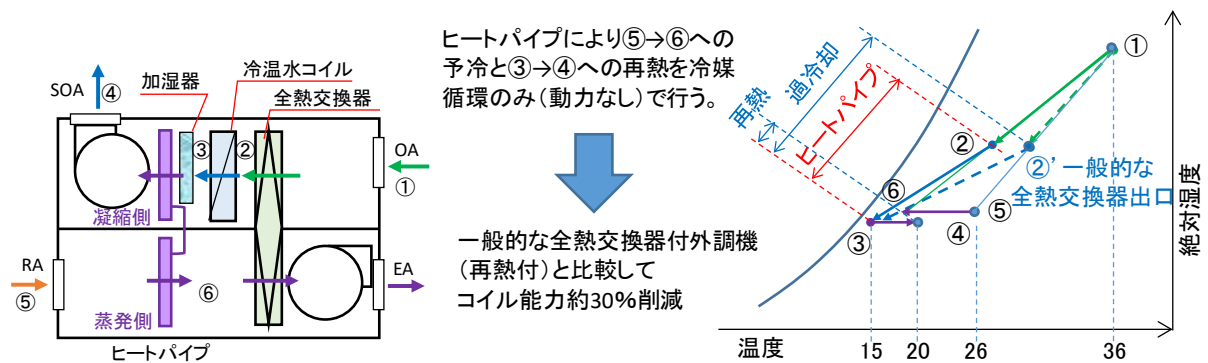 SOA
④
加湿器
冷温水コイル
全熱交換器
③
②
OA
①
凝縮側
RA
⑤
⑥
EA
蒸発側
ヒートパイプ
ヒートパイプにより⑤→⑥への
予冷と③→④への再熱を冷媒
循環のみ（動力なし）で行う。
一般的な全熱交換器付外調機
（再熱付）と比較して
コイル能力約30%削減
再熱
過冷却
ヒートパイプ
①
②
②’一般的な
全熱交換器出口
⑥
⑤
③
④
絶対湿度
温度
15
20
26
36